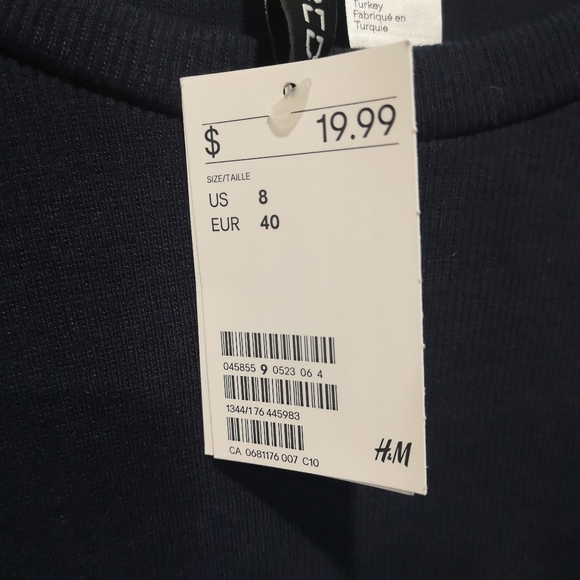 Turkey
Fabriqué en
Turquie
$ 19.99
SIZE/TAILLE
US 8
EUR 40
045855 9 0523 06 4
1344/176 445983
CA 0681176 007 C10
H&M